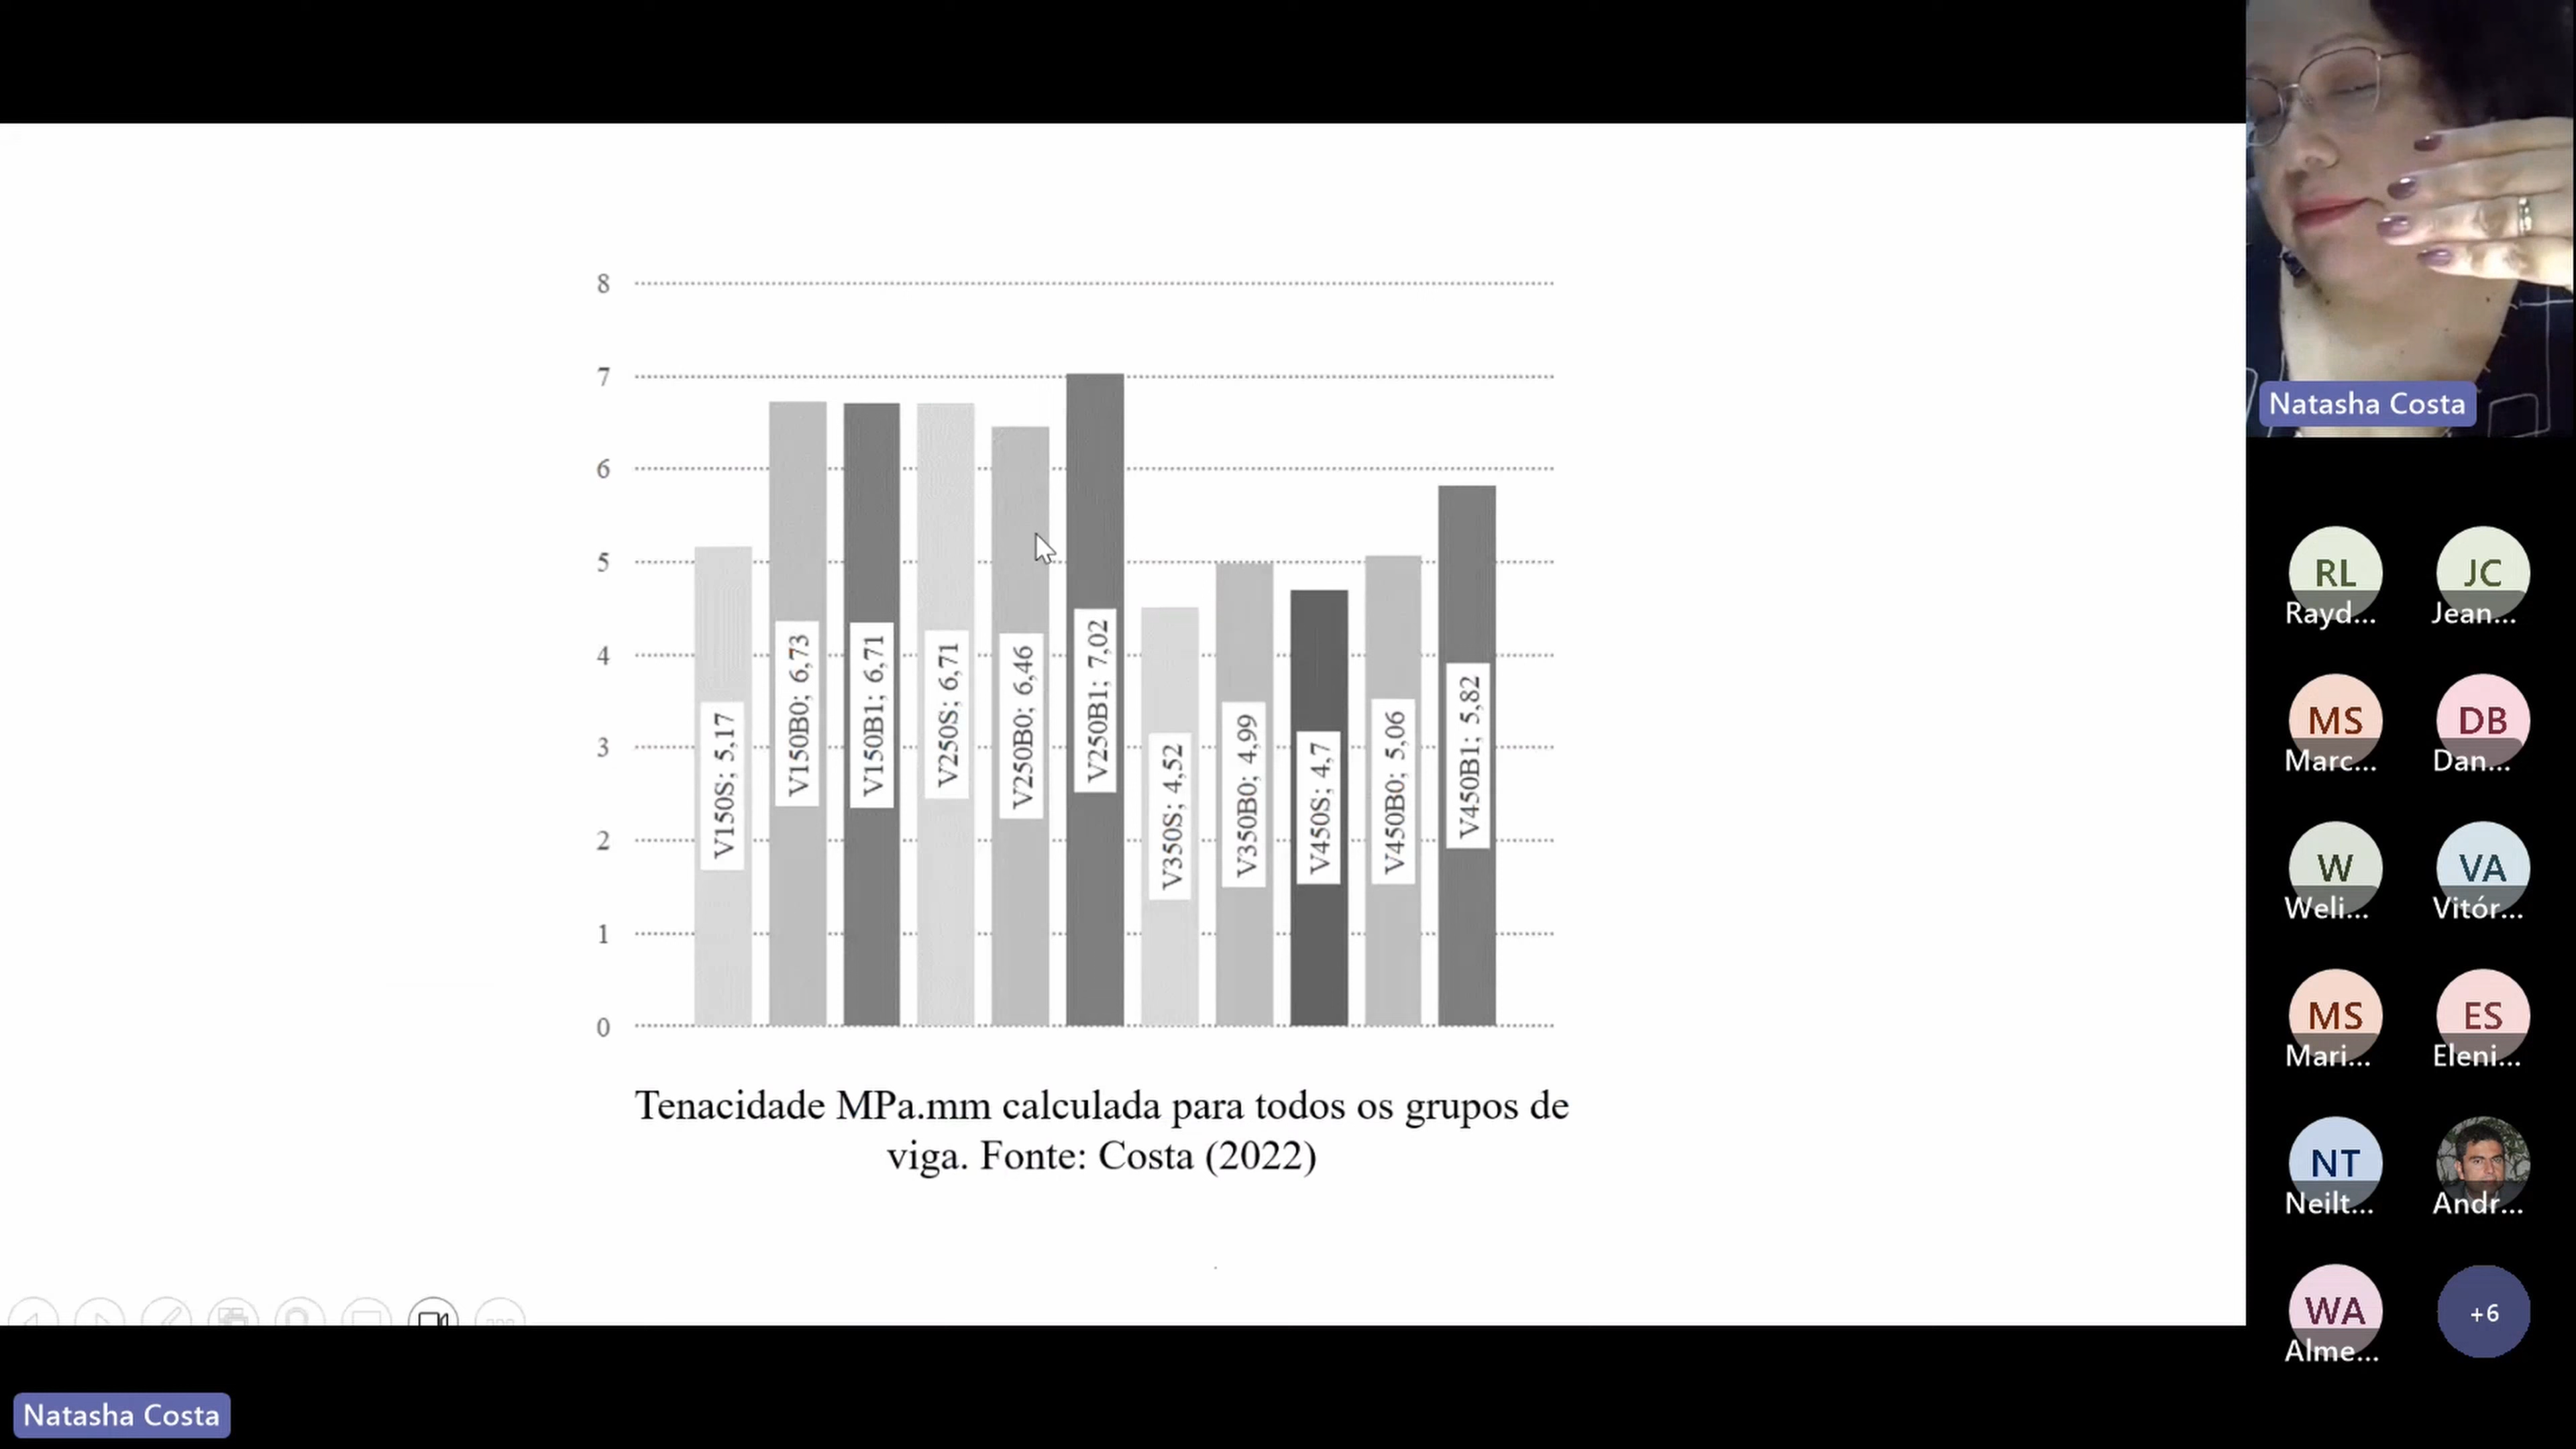 8
7
6
5
4
3
2
1
0
V150S; 5,17
V150B0; 6,73
V150B1; 6,71
V250S; 6,71
V250B0; 6,46
V250B1; 7,02
V350S; 4,52
V350B0; 4,99
V450S; 4,7
V450B0; 5,06
V450B1; 5,82
Tenacidade MPa.mm calculada para todos os grupos de
viga. Fonte: Costa (2022)
Natasha Costa
Natasha Costa
RL
Rayd...
JC
Jean...
MS
Marc...
DB
Dan...
W
Weli...
VA
Vitór...
MS
Mari...
ES
Eleni...
NT
Neilt...
Andr...
WA
Alme...
+6